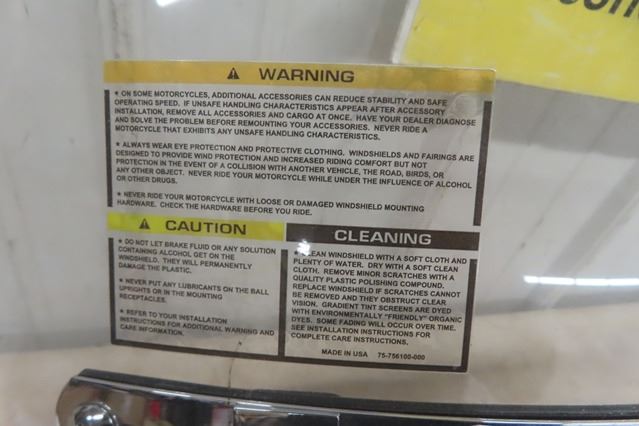 WARNING
★ ON SOME MOTORCYCLES, ADDITIONAL ACCESSORIES CAN REDUCE STABILITY AND SAFE
OPERATING SPEED. IF UNSAFE HANDLING CHARACTERISTICS APPEAR AFTER ACCESSORY
INSTALLATION, REMOVE ALL ACCESSORIES AND CARGO AT ONCE. HAVE YOUR DEALER DIAGNOSE
AND SOLVE THE PROBLEM BEFORE REMOUNTING YOUR ACCESSORIES. NEVER RIDE A
MOTORCYCLE THAT EXHIBITS ANY UNSAFE HANDLING CHARACTERISTICS.
★ ALWAYS WEAR EYE PROTECTION AND PROTECTIVE CLOTHING. WINDSHIELDS AND FAIRINGS ARE
DESIGNED TO PROVIDE WIND PROTECTION AND INCREASED RIDING COMFORT BUT NOT
PROTECTION IN THE EVENT OF A COLLISION WITH ANOTHER VEHICLE, THE ROAD, BIRDS, OR
ANY OTHER OBJECT. NEVER RIDE YOUR MOTORCYCLE WHILE UNDER THE INFLUENCE OF ALCOHOL
OR OTHER DRUGS.
★ NEVER RIDE YOUR MOTORCYCLE WITH LOOSE OR DAMAGED WINDSHIELD MOUNTING
HARDWARE. CHECK THE HARDWARE BEFORE YOU RIDE.
CAUTION
★ DO NOT LET BRAKE FLUID OR ANY SOLUTION
CONTAINING ALCOHOL GET ON THE
WINDSHIELD. THEY WILL PERMANENTLY
DAMAGE THE PLASTIC.
★ NEVER PUT ANY LUBRICANTS ON THE BALL
UPRIGHTS OR IN THE MOUNTING
RECEPTACLES.
★ REFER TO YOUR INSTALLATION
INSTRUCTIONS FOR ADDITIONAL WARNING AND
CARE INFORMATION.
CLEANING
★ CLEAN WINDSHIELD WITH A SOFT CLOTH AND
PLENTY OF WATER. DRY WITH A SOFT CLEAN
CLOTH. REMOVE MINOR SCRATCHES WITH A
QUALITY PLASTIC POLISHING COMPOUND.
REPLACE WINDSHIELD IF SCRATCHES CANNOT
BE REMOVED AND THEY OBSTRUCT CLEAR
VISION. GRADIENT TINT SCREENS ARE DYED
WITH ENVIRONMENTALLY "FRIENDLY" ORGANIC
DYES. SOME FADING WILL OCCUR OVER TIME.
SEE INSTALLATION INSTRUCTIONS FOR
COMPLETE CARE INSTRUCTIONS.
MADE IN USA 75-756100-000